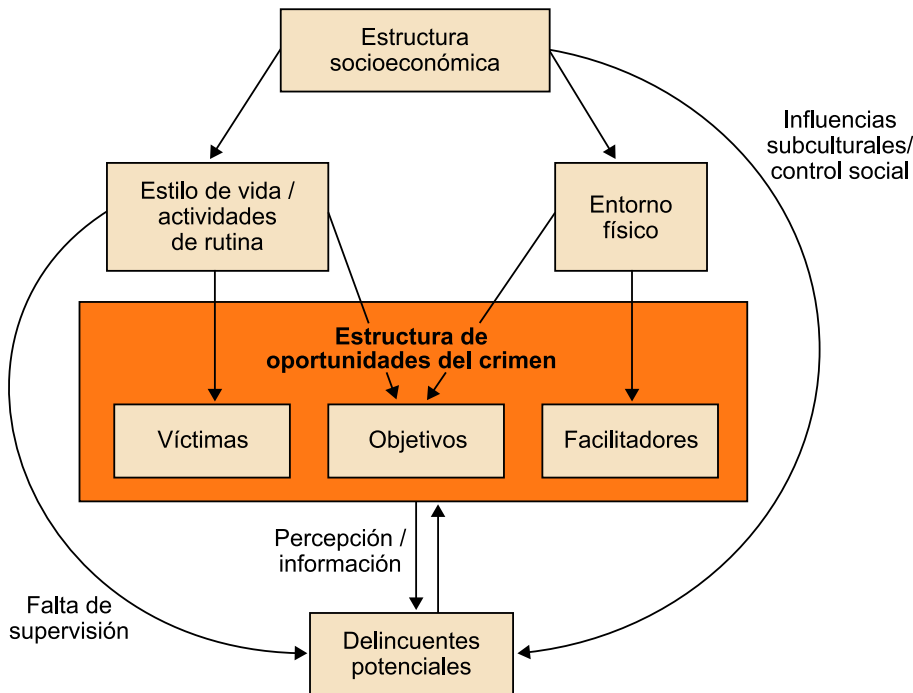 Estructura
socioeconómica
Influencias
subculturales/
control social
Estilo de vida /
actividades
de rutina
Entorno
físico
Estructura de
oportunidades del crimen
Víctimas
Objetivos
Facilitadores
Percepción /
información
Falta de
supervisión
Delincuentes
potenciales